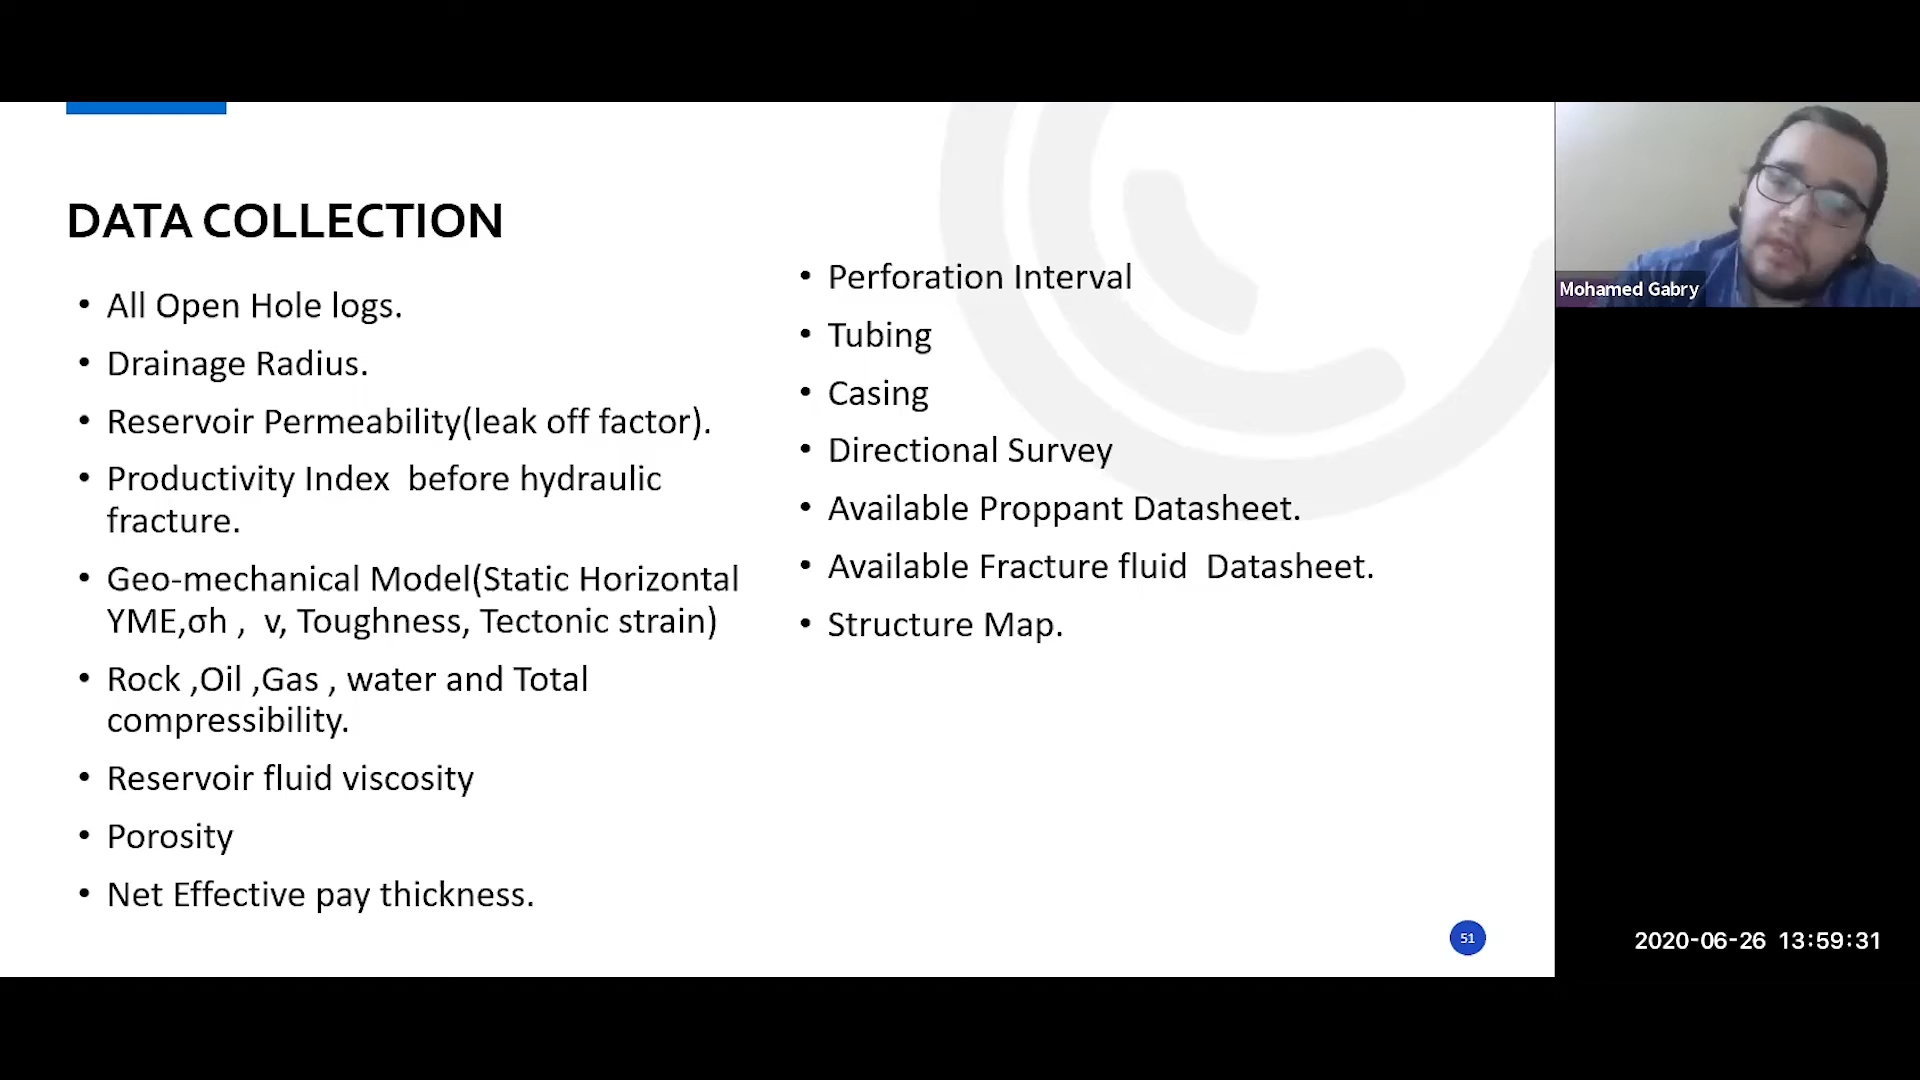 DATA COLLECTION
• All Open Hole logs.
• Drainage Radius.
• Reservoir Permeability(leak off factor).
• Productivity Index  before hydraulic
fracture.
• Geo-mechanical Model(Static Horizontal
YME,σh ,  ν, Toughness, Tectonic strain)
• Rock ,Oil ,Gas , water and Total
compressibility.
• Reservoir fluid viscosity
• Porosity
• Net Effective pay thickness.
• Perforation Interval
• Tubing
• Casing
• Directional Survey
• Available Proppant Datasheet.
• Available Fracture fluid  Datasheet.
• Structure Map.
51
Mohamed Gabry
2020-06-26 13:59:31